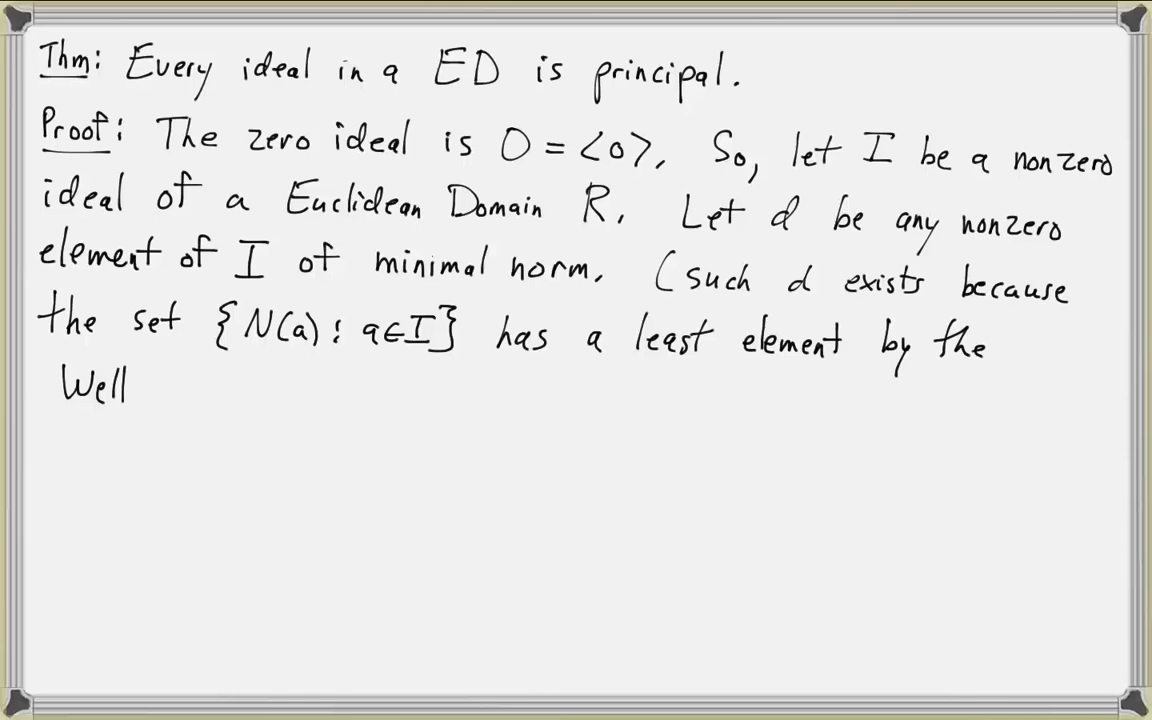 Thm: Every ideal in a ED is principal.
Proof: The zero ideal is 0 = <0>. So, let I be a nonzero
ideal of a Euclidean Domain R. Let d be any nonzero
element of I of minimal norm. (such d exists because
the set {N(a) : a∈I} has a least element by the
Well